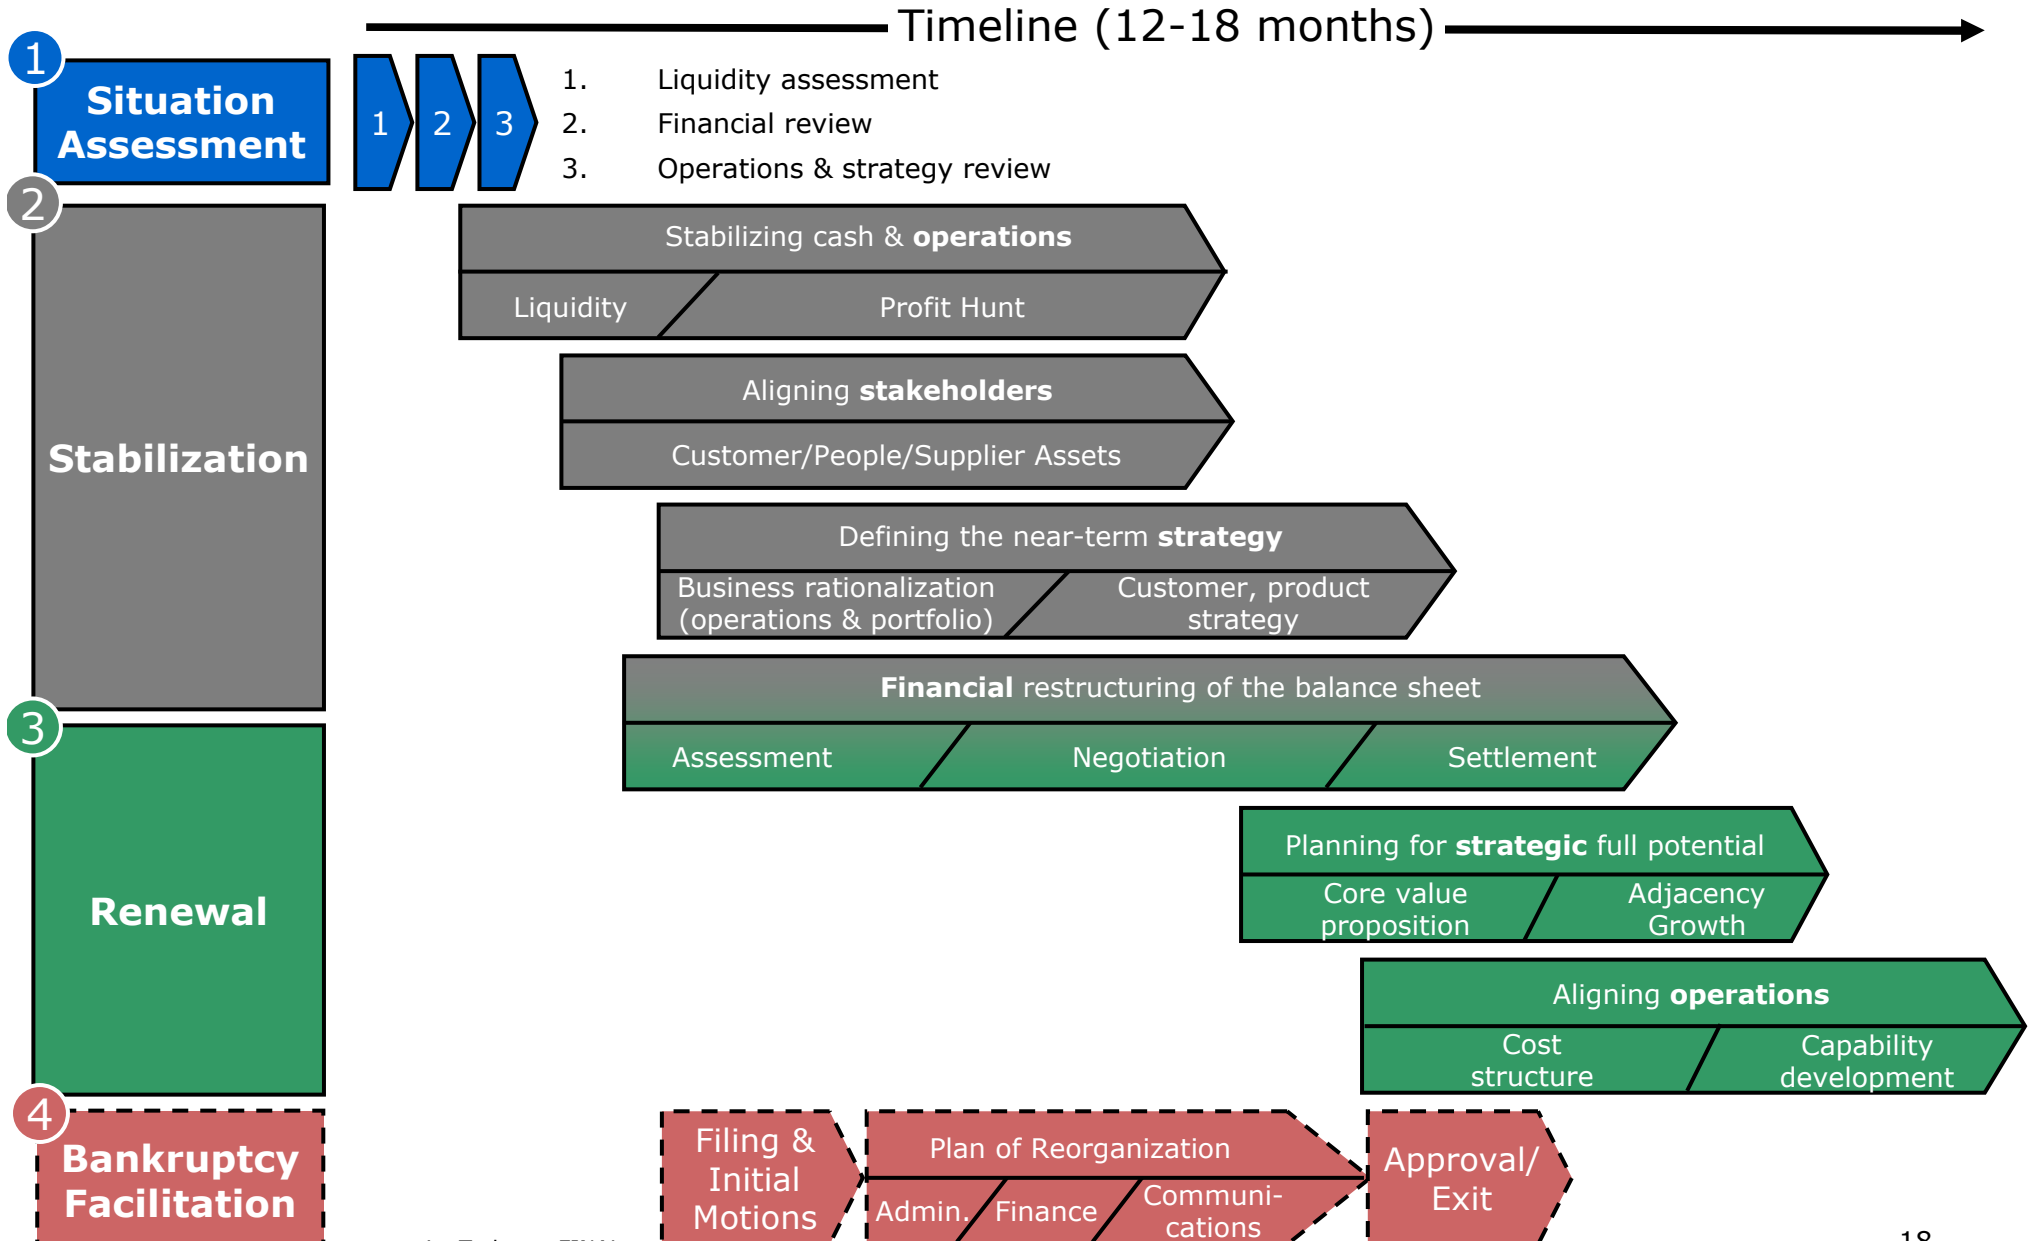 Timeline (12-18 months)
1
Situation
Assessment
1 2 3
1. Liquidity assessment
2. Financial review
3. Operations & strategy review
2
Stabilization
Stabilizing cash & operations
Liquidity
Profit Hunt
Aligning stakeholders
Customer/People/Supplier Assets
Defining the near-term strategy
Business rationalization
(operations & portfolio)
Customer, product
strategy
Financial restructuring of the balance sheet
Assessment
Negotiation
Settlement
3
Renewal
Planning for strategic full potential
Core value
proposition
Adjacency
Growth
Aligning operations
Cost
structure
Capability
development
4
Bankruptcy
Facilitation
Filing &
Initial
Motions
Plan of Reorganization
Admin.
Finance
Communi-
cations
Approval/
Exit
18